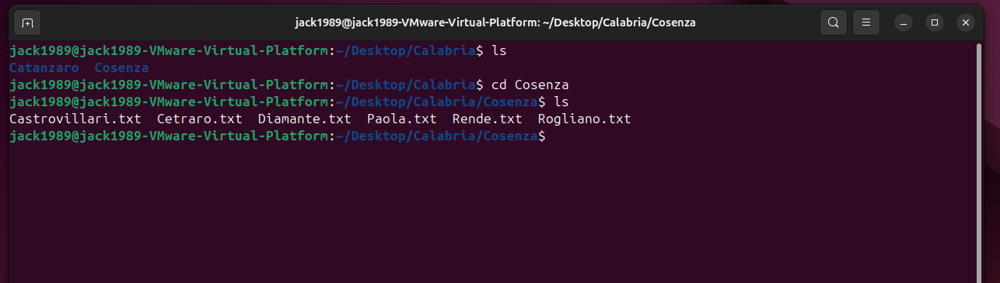 jack1989@jack1989-VMware-Virtual-Platform: ~/Desktop/Calabria/Cosenza
jack1989@jack1989-VMware-Virtual-Platform:~/Desktop/Calabria$ ls
Catanzaro  Cosenza
jack1989@jack1989-VMware-Virtual-Platform:~/Desktop/Calabria$ cd Cosenza
jack1989@jack1989-VMware-Virtual-Platform:~/Desktop/Calabria/Cosenza$ ls
Castrovillari.txt  Cetraro.txt  Diamante.txt  Paola.txt  Rende.txt  Rogliano.txt
jack1989@jack1989-VMware-Virtual-Platform:~/Desktop/Calabria/Cosenza$